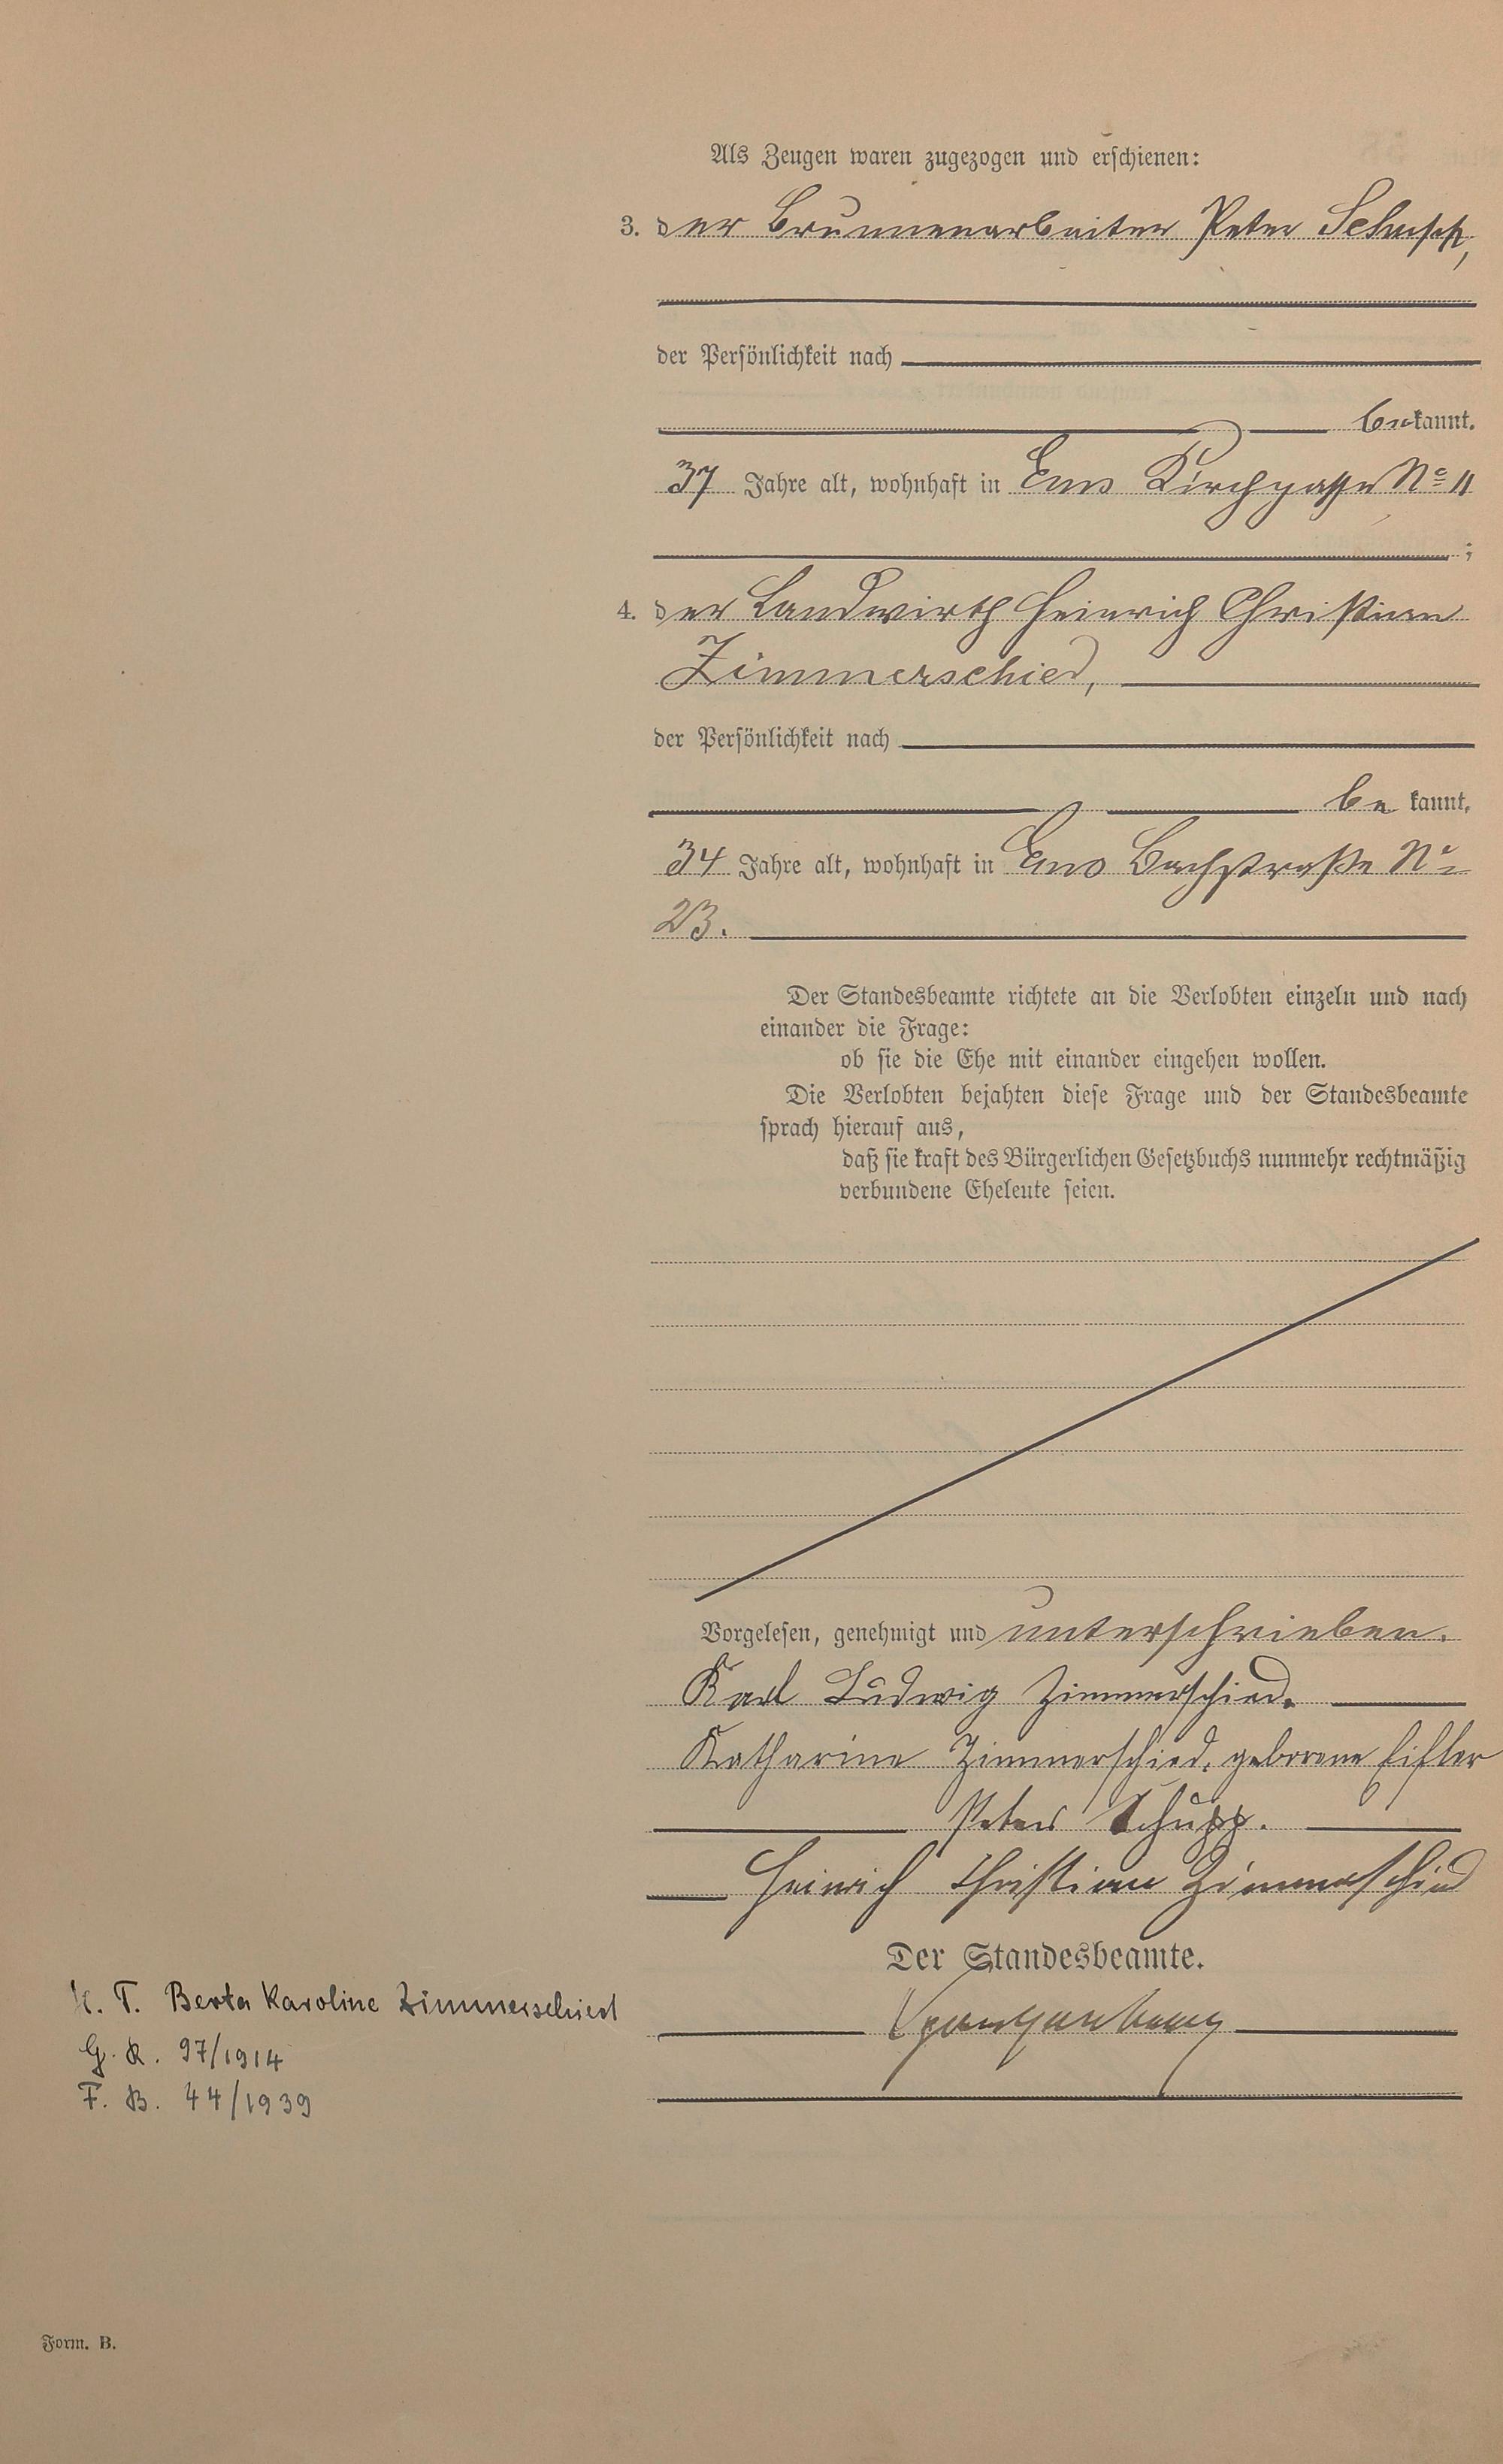 Als Zeugen waren zugezogen und erschienen:
3. der Brunnenarbeiter Peter Schupp,
der Persönlichkeit nach
bekannt.
37 Jahre alt, wohnhaft in Ems Kirchgasse No 11
;
4. der Landwirth Heinrich Christian
Zimmerschied,
der Persönlichkeit nach
be kannt,
34 Jahre alt, wohnhaft in Ems Bachstraße No
23.
Der Standesbeamte richtete an die Verlobten einzeln und nach
einander die Frage:
ob sie die Ehe mit einander eingehen wollen.
Die Verlobten bejahten diese Frage und der Standesbeamte
sprach hierauf aus,
daß sie kraft des Bürgerlichen Gesetzbuchs nunmehr rechtmäßig
verbundene Eheleute seien.
Vorgelesen, genehmigt und unterschrieben.
Karl Ludwig Zimmerschied.
Katharina Zimmerschied, geborene Eifler
Peter Schupp.
Heinrich Christian Zimmerschied
Der Standesbeamte.
K. T. Berta Karoline Zimmerschied
G. R. 97/1914
F. B. 44/1939
Form. B.